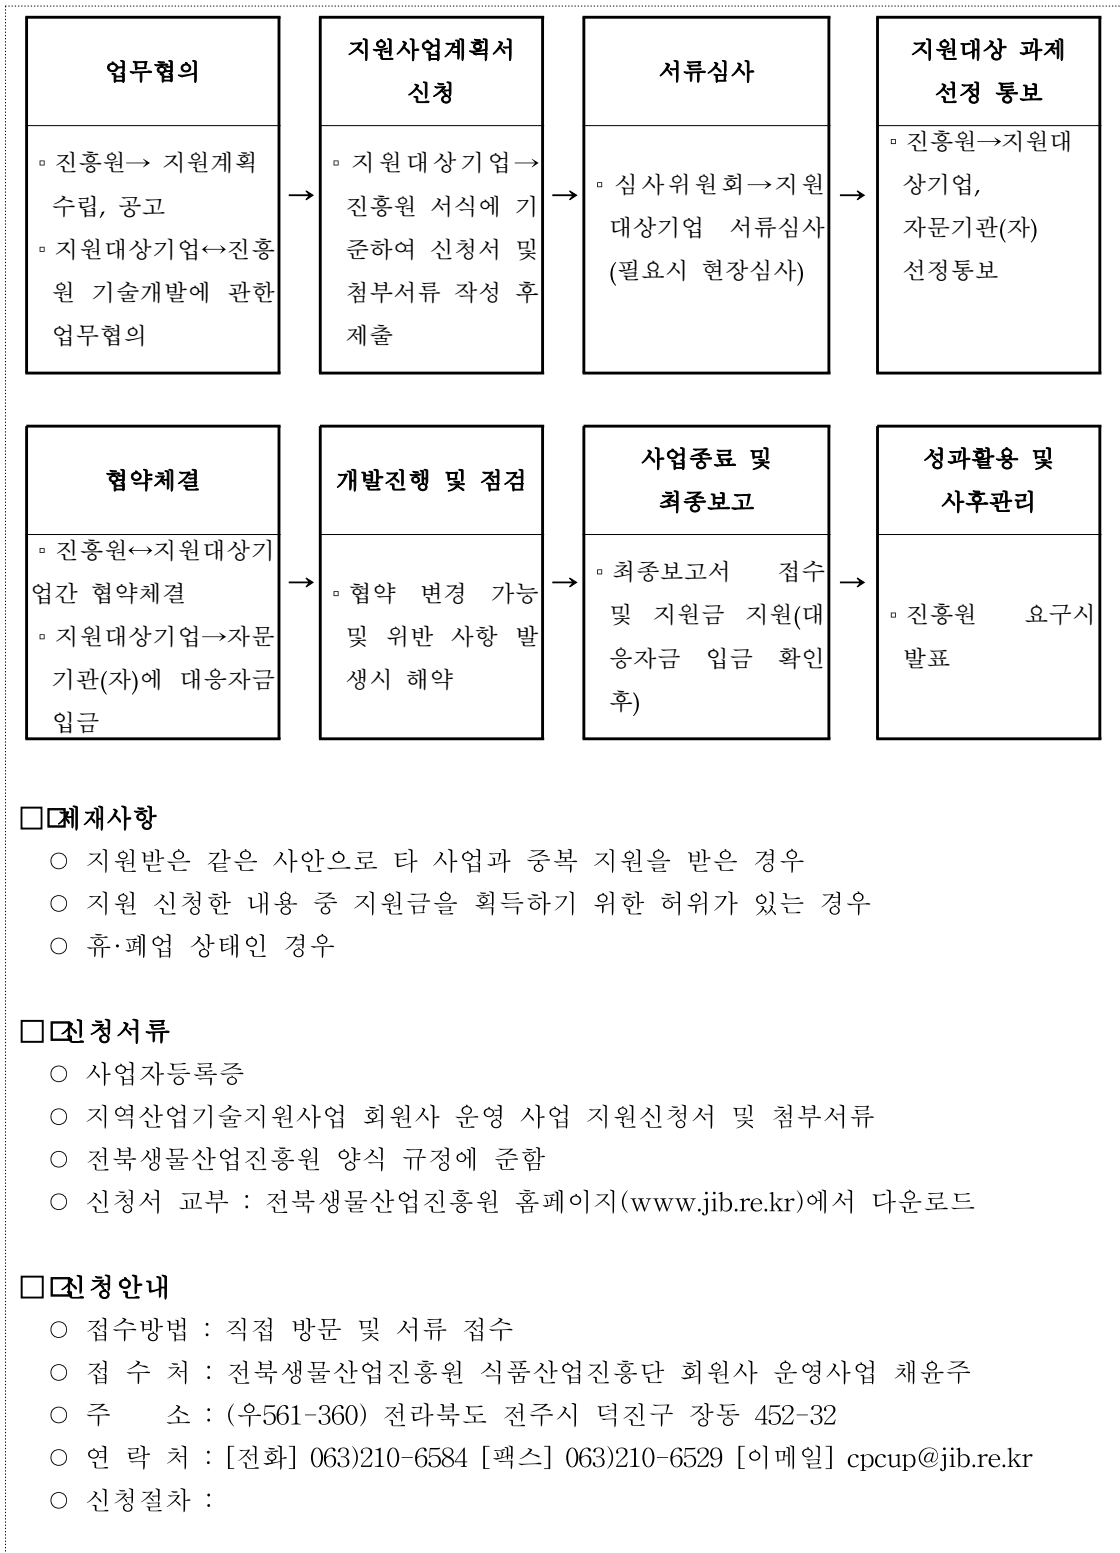 업무협의
▫ 진흥원→ 지원계획
수립, 공고
▫ 지원대상기업↔진흥
원 기술개발에 관한
업무협의
→
지원사업계획서
신청
▫ 지원대상기업→
진흥원 서식에 기
준하여 신청서 및
첨부서류 작성 후
제출
→
서류심사
▫ 심사위원회→지원
대상기업 서류심사
(필요시 현장심사)
→
지원대상 과제
선정 통보
▫ 진흥원→지원대
상기업,
자문기관(자)
선정통보
협약체결
▫ 진흥원↔지원대상기
업간 협약체결
▫ 지원대상기업→자문
기관(자)에 대응자금
입금
→
개발진행 및 점검
▫ 협약 변경 가능
및 위반 사항 발
생시 해약
→
사업종료 및
최종보고
▫ 최종보고서 접수
및 지원금 지원(대
응자금 입금 확인
후)
→
성과활용 및
사후관리
▫ 진흥원 요구시
발표
□□제재사항
○ 지원받은 같은 사안으로 타 사업과 중복 지원을 받은 경우
○ 지원 신청한 내용 중 지원금을 획득하기 위한 허위가 있는 경우
○ 휴·폐업 상태인 경우
□□신청서류
○ 사업자등록증
○ 지역산업기술지원사업 회원사 운영 사업 지원신청서 및 첨부서류
○ 전북생물산업진흥원 양식 규정에 준함
○ 신청서 교부 : 전북생물산업진흥원 홈페이지(www.jib.re.kr)에서 다운로드
□□신청안내
○ 접수방법 : 직접 방문 및 서류 접수
○ 접 수 처 : 전북생물산업진흥원 식품산업진흥단 회원사 운영사업 채윤주
○ 주 소 : (우561-360) 전라북도 전주시 덕진구 장동 452-32
○ 연 락 처 : [전화] 063)210-6584 [팩스] 063)210-6529 [이메일] cpcup@jib.re.kr
○ 신청절차 :